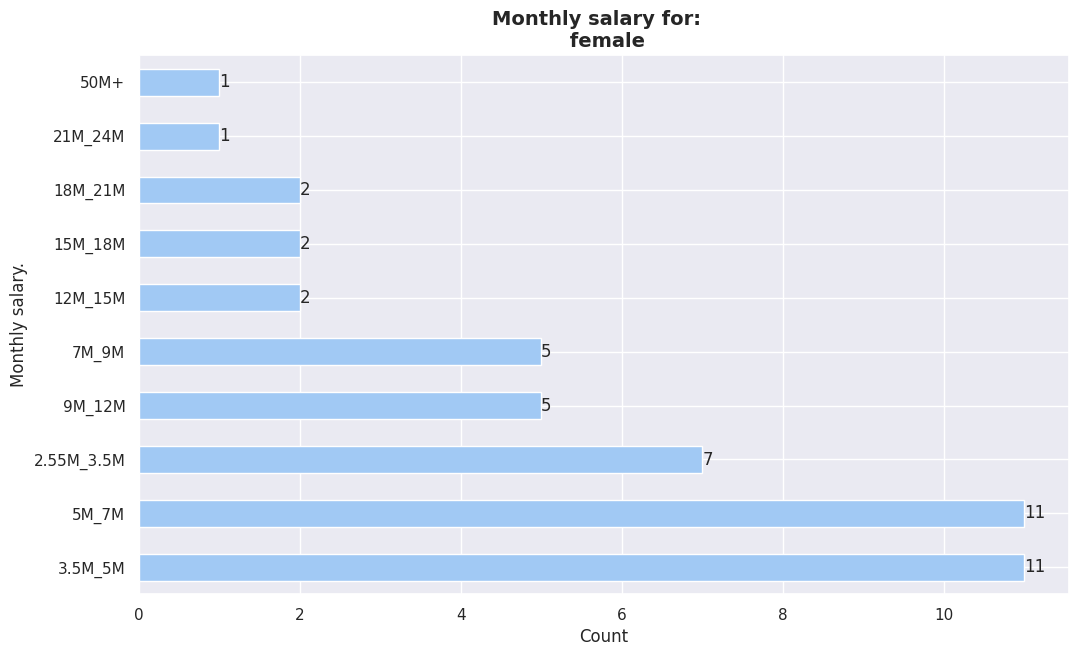 Monthly salary for:
female
50M+
1
21M_24M
1
18M_21M
2
15M_18M
2
12M_15M
2
7M_9M
5
9M_12M
5
2.55M_3.5M
7
5M_7M
11
3.5M_5M
11
Monthly salary.
0 2 4 6 8 10
Count